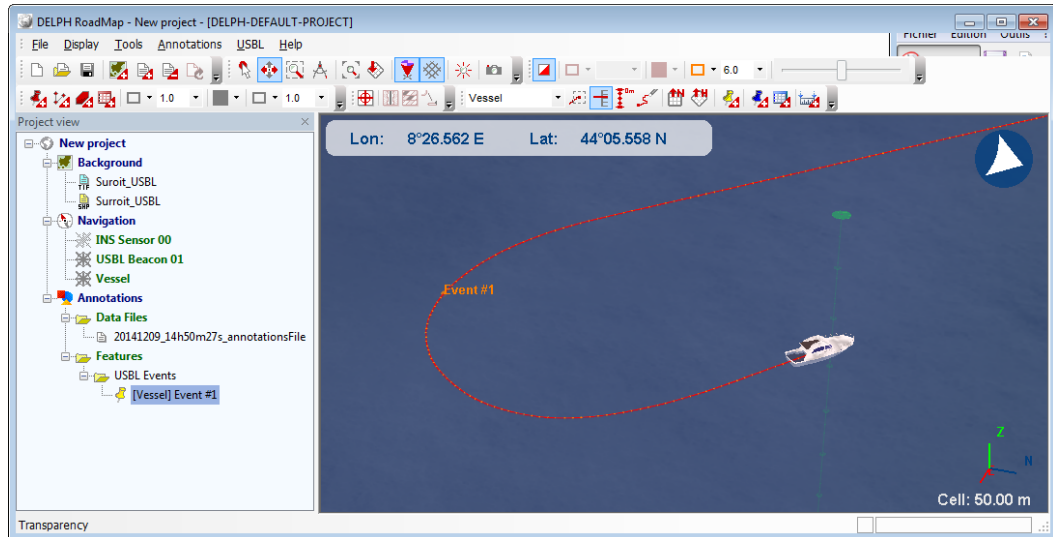 DELPH RoadMap - New project - [DELPH-DEFAULT-PROJECT]
Fichier Edition Outils
File Display Tools Annotations USBL Help
6.0
1.0 1.0 Vessel
Project view
New project
Background
TIF Suroit_USBL
SHP Surroit_USBL
Navigation
INS Sensor 00
USBL Beacon 01
Vessel
Annotations
Data Files
20141209_14h50m27s_annotationsFile
Features
USBL Events
[Vessel] Event #1
Lon: 8°26.562 E Lat: 44°05.558 N
Event #1
Z
N
Cell: 50.00 m
Transparency